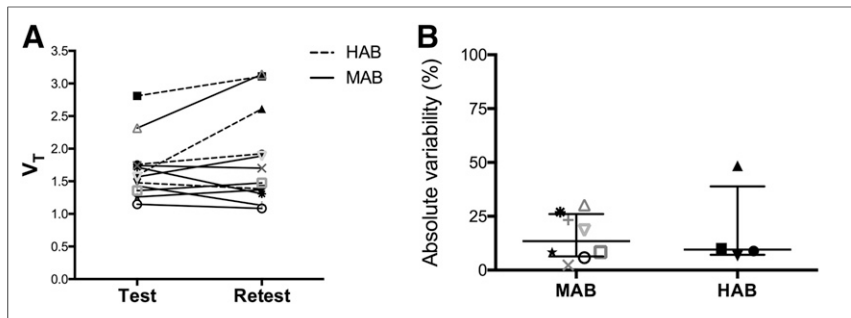 A
V_T
3.5
3.0
2.5
2.0
1.5
1.0
0.5
0.0
Test
Retest
HAB
MAB
B
Absolute variability (%)
100
75
50
25
0
MAB
HAB